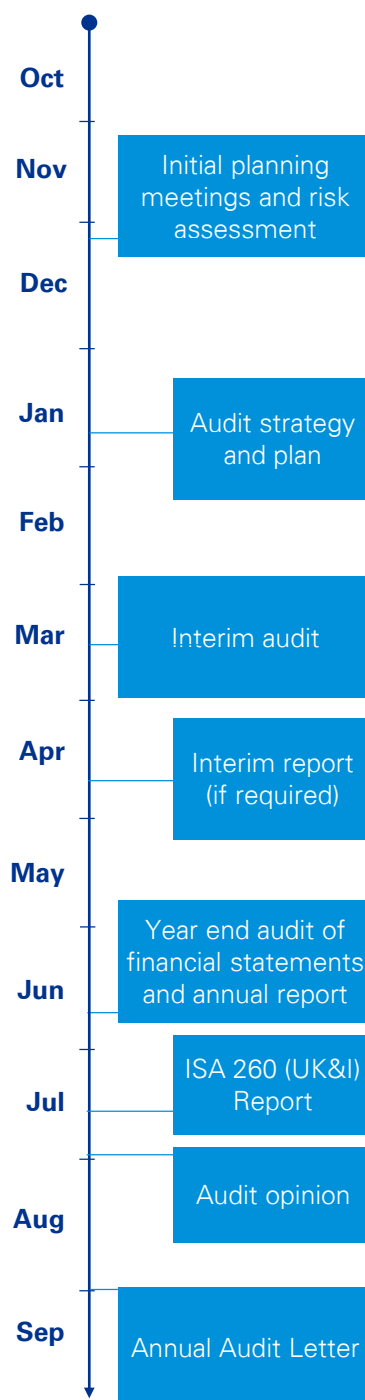 Oct
Nov
Initial planning
meetings and risk
assessment
Dec
Jan
Audit strategy
and plan
Feb
Mar
Interim audit
Apr
Interim report
(if required)
May
Year end audit of
financial statements
and annual report
Jun
ISA 260 (UK&I)
Report
Jul
Audit opinion
Aug
Sep
Annual Audit Letter